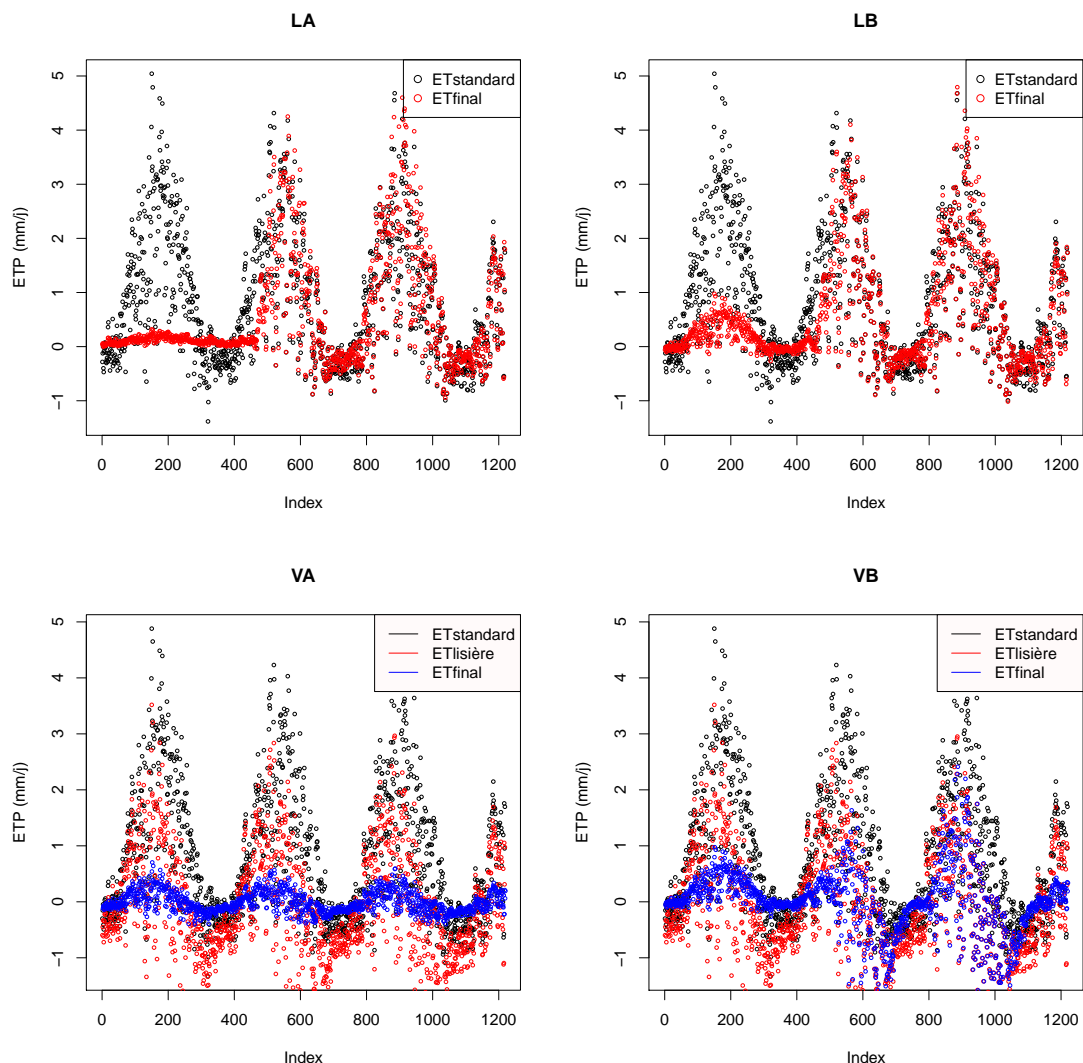 LA
ETstandard
ETfinal
ETP (mm/j)
5
4
3
2
1
0
−1
0 200 400 600 800 1000 1200
Index
LB
ETstandard
ETfinal
ETP (mm/j)
5
4
3
2
1
0
−1
0 200 400 600 800 1000 1200
Index
VA
ETstandard
ETlisière
ETfinal
ETP (mm/j)
5
4
3
2
1
0
−1
0 200 400 600 800 1000 1200
Index
VB
ETstandard
ETlisière
ETfinal
ETP (mm/j)
5
4
3
2
1
0
−1
0 200 400 600 800 1000 1200
Index